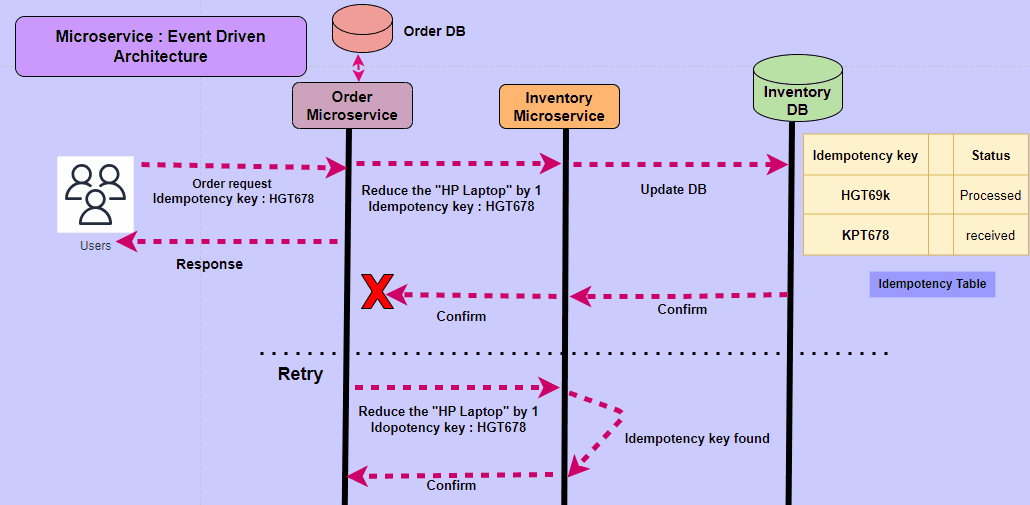 Microservice : Event Driven
Architecture
Order DB
Order
Microservice
Inventory
Microservice
Inventory
DB
Idempotency key Status
HGT69k Processed
KPT678 received
Idempotency Table
Users
Order request
Idempotency key : HGT678
Reduce the "HP Laptop" by 1
Idempotency key : HGT678
Update DB
Response
X
Confirm
Confirm
Retry
Reduce the "HP Laptop" by 1
Idopotency key : HGT678
Idempotency key found
Confirm